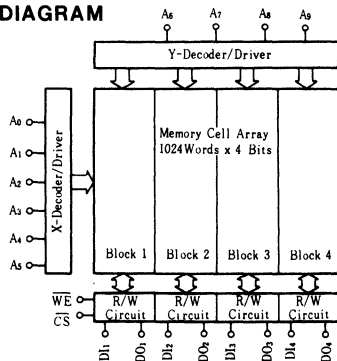 DIAGRAM
A6 A7 A8 A9
Y-Decoder/Driver
X-Decoder/Driver
A0
A1
A2
A3
A4
A5
Memory Cell Array
1024Words x 4 Bits
Block 1 Block 2 Block 3 Block 4
WE
CS
R/W Circuit R/W Circuit R/W Circuit R/W Circuit
DI1 DO1 DI2 DO2 DI3 DO3 DI4 DO4